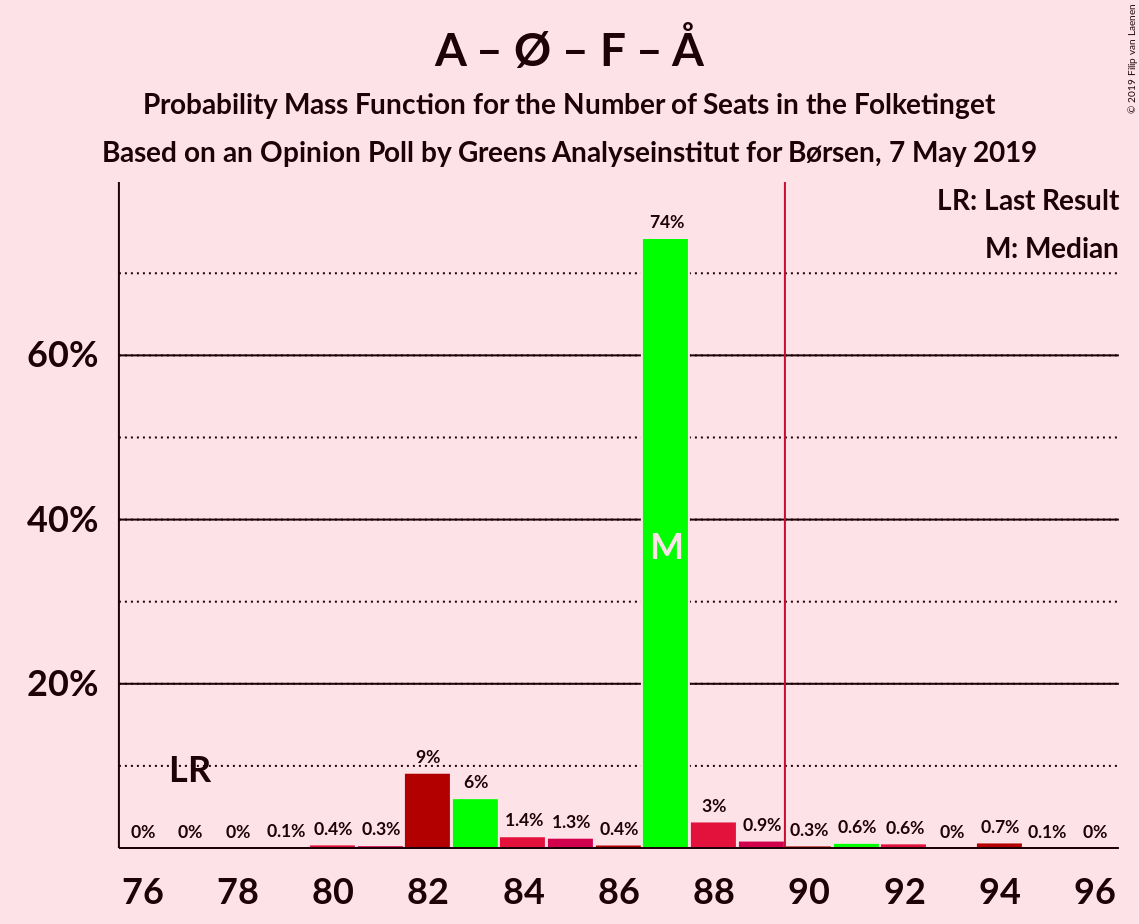 A – Ø – F – Å
Probability Mass Function for the Number of Seats in the Folketinget
Based on an Opinion Poll by Greens Analyseinstitut for Børsen, 7 May 2019
© 2019 Filip van Laenen
LR: Last Result
M: Median
60%
40%
20%
LR
M
0% 0% 0% 0.1% 0.4% 0.3% 9% 6% 1.4% 1.3% 0.4% 74% 3% 0.9% 0.3% 0.6% 0.6% 0% 0.7% 0.1% 0%
76 78 80 82 84 86 88 90 92 94 96